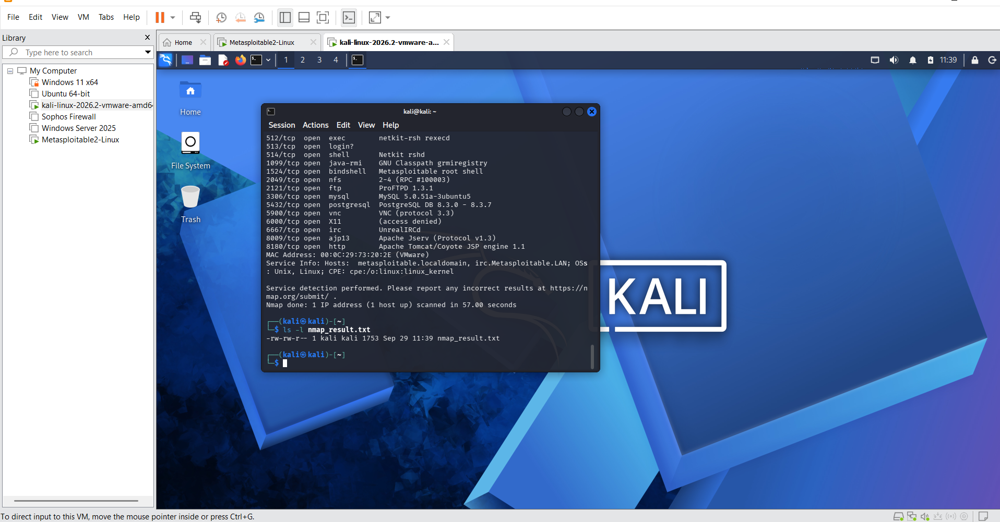 File Edit View VM Tabs Help
Library
Type here to search
My Computer
Windows 11 x64
Ubuntu 64-bit
kali-linux-2026.2-vmware-amd64
Sophos Firewall
Windows Server 2025
Metasploitable2-Linux
Home Metasploitable2-Linux kali-linux-2026.2-vmware-a...
1 2 3 4 11:39
Home
File System
Trash
kali@kali: ~
Session Actions Edit View Help
512/tcp open exec netkit-rsh rexecd
513/tcp open login?
514/tcp open shell Netkit rshd
1099/tcp open java-rmi GNU Classpath grmiregistry
1524/tcp open bindshell Metasploitable root shell
2049/tcp open nfs 2-4 (RPC #100003)
2121/tcp open ftp ProFTPD 1.3.1
3306/tcp open mysql MySQL 5.0.51a-3ubuntu5
5432/tcp open postgresql PostgreSQL DB 8.3.0 - 8.3.7
5900/tcp open vnc VNC (protocol 3.3)
6000/tcp open X11 (access denied)
6667/tcp open irc UnrealIRCd
8009/tcp open ajp13 Apache Jserv (Protocol v1.3)
8180/tcp open http Apache Tomcat/Coyote JSP engine 1.1
MAC Address: 00:0C:29:73:20:2E (VMware)
Service Info: Hosts:  metasploitable.localdomain, irc.Metasploitable.LAN; OSs
: Unix, Linux; CPE: cpe:/o:linux:linux_kernel
Service detection performed. Please report any incorrect results at https://n
map.org/submit/ .
Nmap done: 1 IP address (1 host up) scanned in 57.00 seconds
┌──(kali㉿kali)-[~]
└─$ ls -l nmap_result.txt
-rw-rw-r-- 1 kali kali 1753 Sep 29 11:39 nmap_result.txt
┌──(kali㉿kali)-[~]
└─$
KALI
To direct input to this VM, move the mouse pointer inside or press Ctrl+G.